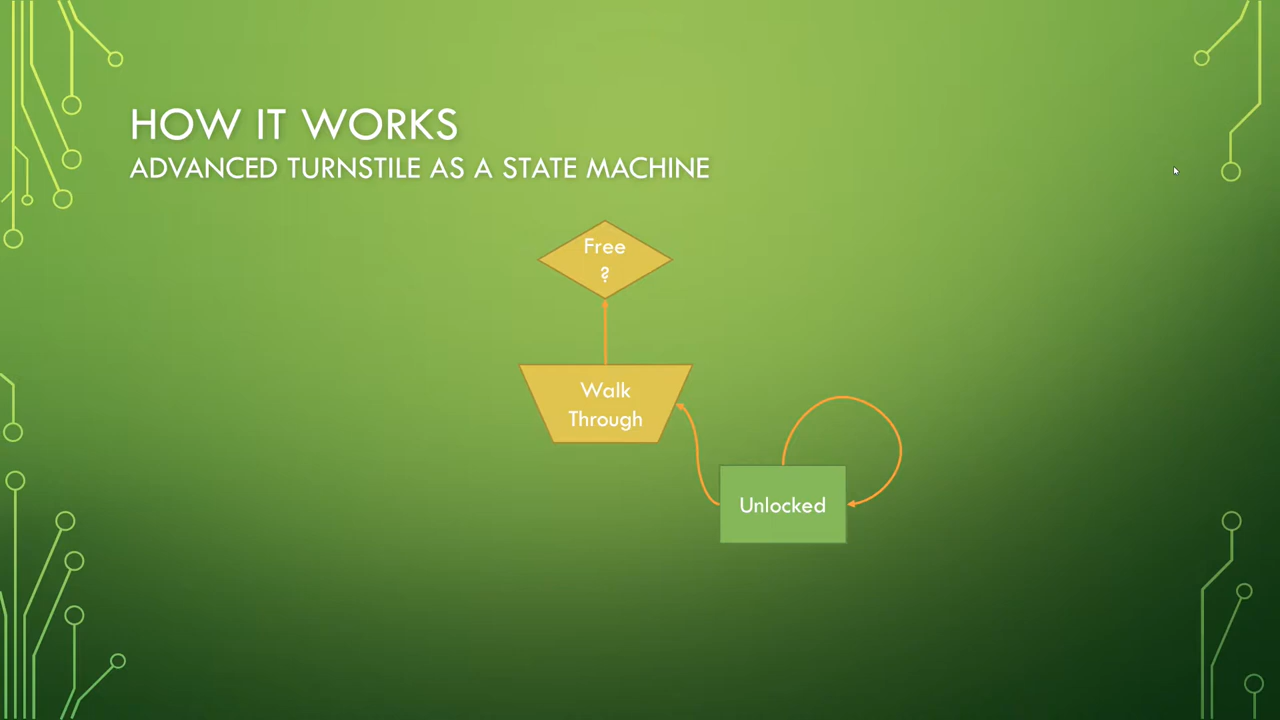 HOW IT WORKS
ADVANCED TURNSTILE AS A STATE MACHINE
Free
?
Walk
Through
Unlocked